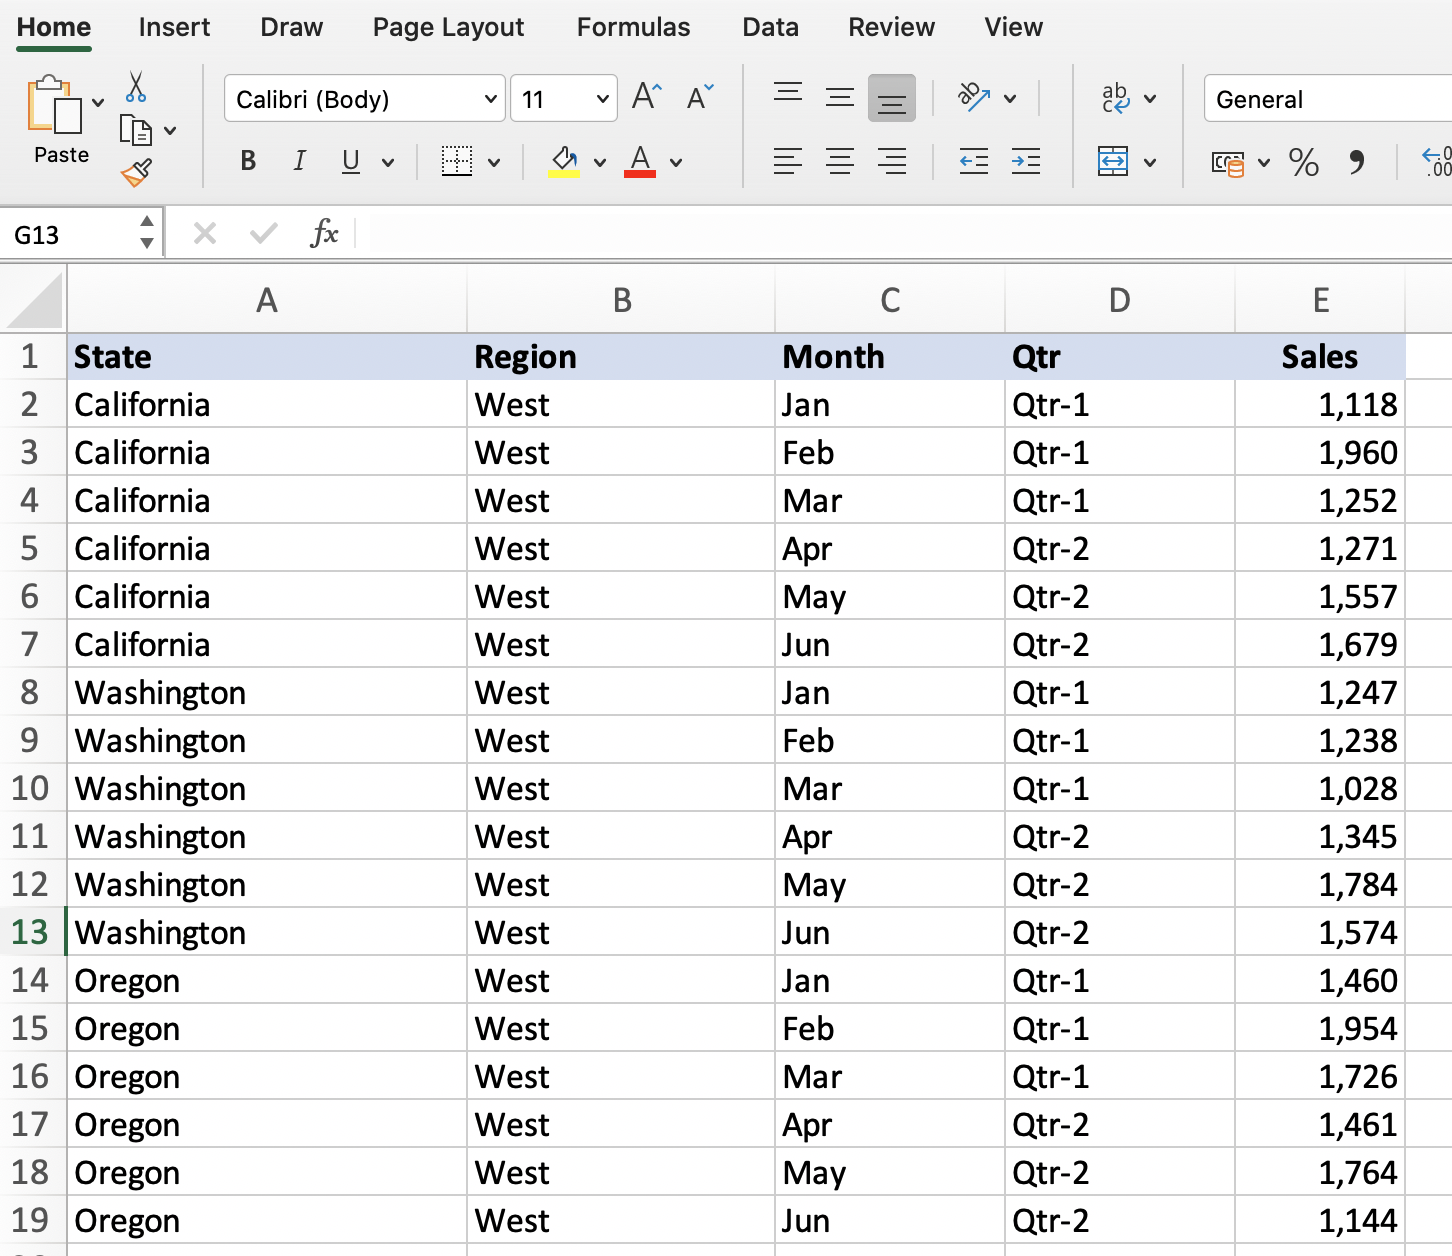 Home Insert Draw Page Layout Formulas Data Review View
Calibri (Body) 11 A A ab ab c General
Paste B I U A % 9 .0 .00
G13 fx
A B C D E
1 State Region Month Qtr Sales
2 California West Jan Qtr-1 1,118
3 California West Feb Qtr-1 1,960
4 California West Mar Qtr-1 1,252
5 California West Apr Qtr-2 1,271
6 California West May Qtr-2 1,557
7 California West Jun Qtr-2 1,679
8 Washington West Jan Qtr-1 1,247
9 Washington West Feb Qtr-1 1,238
10 Washington West Mar Qtr-1 1,028
11 Washington West Apr Qtr-2 1,345
12 Washington West May Qtr-2 1,784
13 Washington West Jun Qtr-2 1,574
14 Oregon West Jan Qtr-1 1,460
15 Oregon West Feb Qtr-1 1,954
16 Oregon West Mar Qtr-1 1,726
17 Oregon West Apr Qtr-2 1,461
18 Oregon West May Qtr-2 1,764
19 Oregon West Jun Qtr-2 1,144